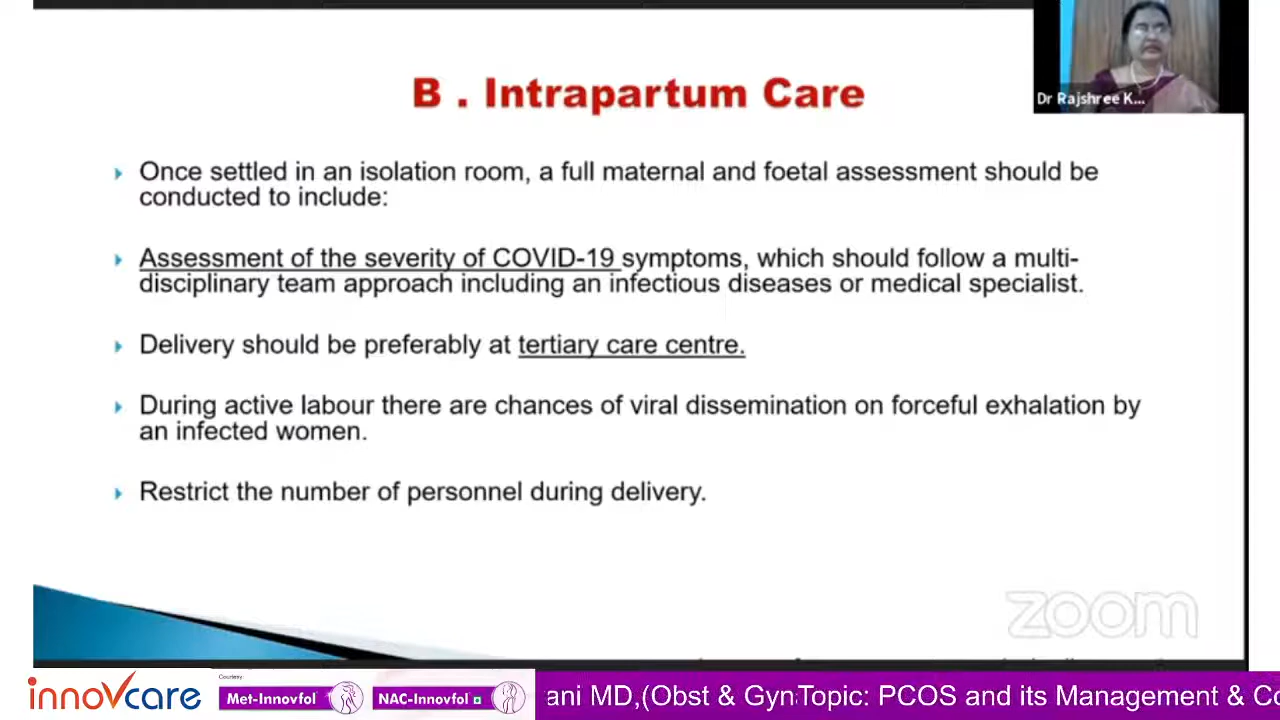 B . Intrapartum Care
Dr Rajshree K...
Once settled in an isolation room, a full maternal and foetal assessment should be
conducted to include:
Assessment of the severity of COVID-19 symptoms, which should follow a multi-
disciplinary team approach including an infectious diseases or medical specialist.
Delivery should be preferably at tertiary care centre.
During active labour there are chances of viral dissemination on forceful exhalation by
an infected women.
Restrict the number of personnel during delivery.
zoom
innovcare
Courtesy
Met-Innovfol
NAC-Innovfol
ani MD,(Obst & Gyn Topic: PCOS and its Management & Co